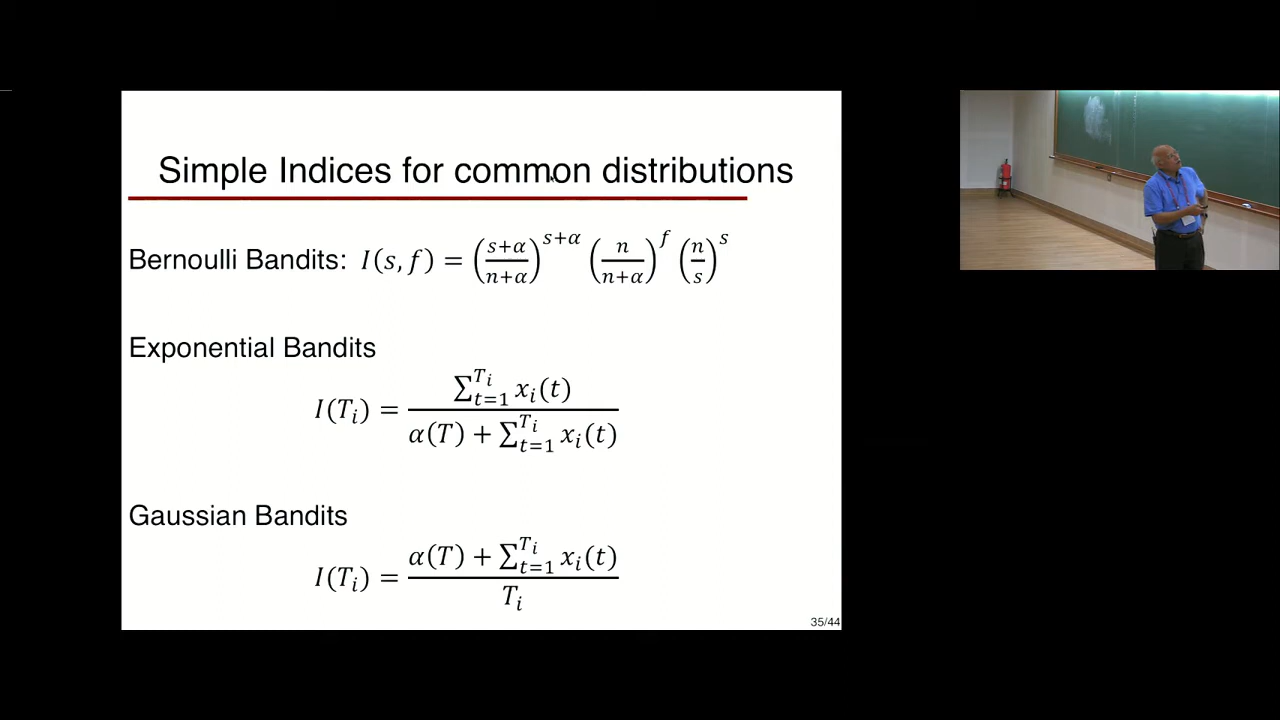 Simple Indices for common distributions
Bernoulli Bandits: I(s, f) = ((s+α)/(n+α))^(s+α) (n/(n+α))^f (n/s)^s
Exponential Bandits
I(T_i) = (∑_{t=1}^{T_i} x_i(t)) / (α(T) + ∑_{t=1}^{T_i} x_i(t))
Gaussian Bandits
I(T_i) = (α(T) + ∑_{t=1}^{T_i} x_i(t)) / T_i
35/44